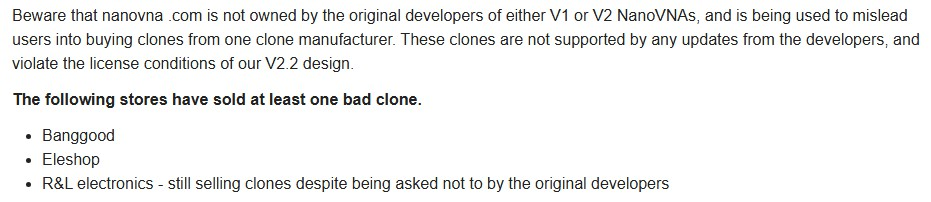 Beware that nanovna .com is not owned by the original developers of either V1 or V2 NanoVNAs, and is being used to mislead
users into buying clones from one clone manufacturer. These clones are not supported by any updates from the developers, and
violate the license conditions of our V2.2 design.
The following stores have sold at least one bad clone.
• Banggood
• Eleshop
• R&L electronics - still selling clones despite being asked not to by the original developers